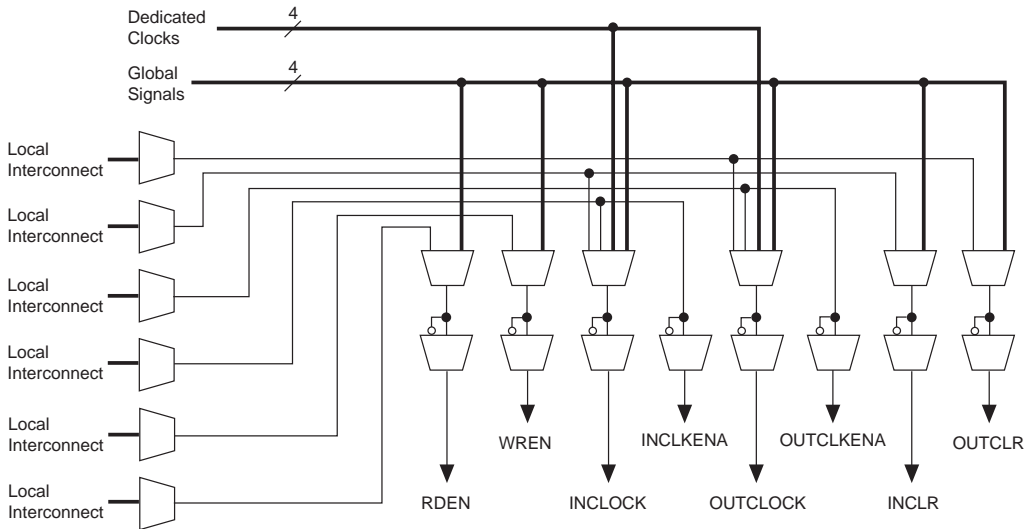 Dedicated
Clocks
4
Global
Signals
4
Local
Interconnect
Local
Interconnect
Local
Interconnect
Local
Interconnect
Local
Interconnect
Local
Interconnect
WREN
INCLKENA
OUTCLKENA
OUTCLR
RDEN
INCLOCK
OUTCLOCK
INCLR